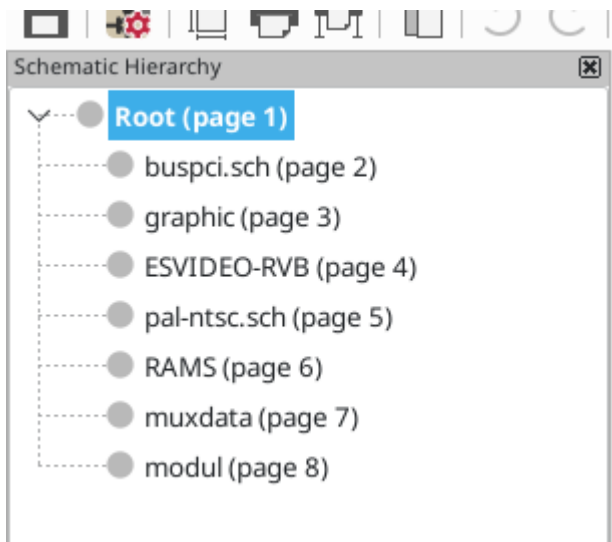 Schematic Hierarchy
Root (page 1)
buspci.sch (page 2)
graphic (page 3)
ESVIDEO-RVB (page 4)
pal-ntsc.sch (page 5)
RAMS (page 6)
muxdata (page 7)
modul (page 8)